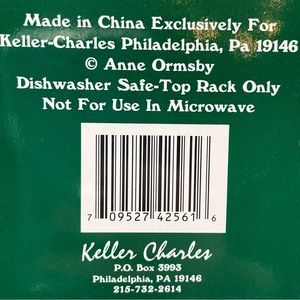 Made in China Exclusively For
Keller-Charles Philadelphia, Pa 19146
© Anne Ormsby
Dishwasher Safe-Top Rack Only
Not For Use In Microwave
7 09527 42561 6
Keller Charles
P.O. Box 3993
Philadelphia, PA 19146
215-732-2614